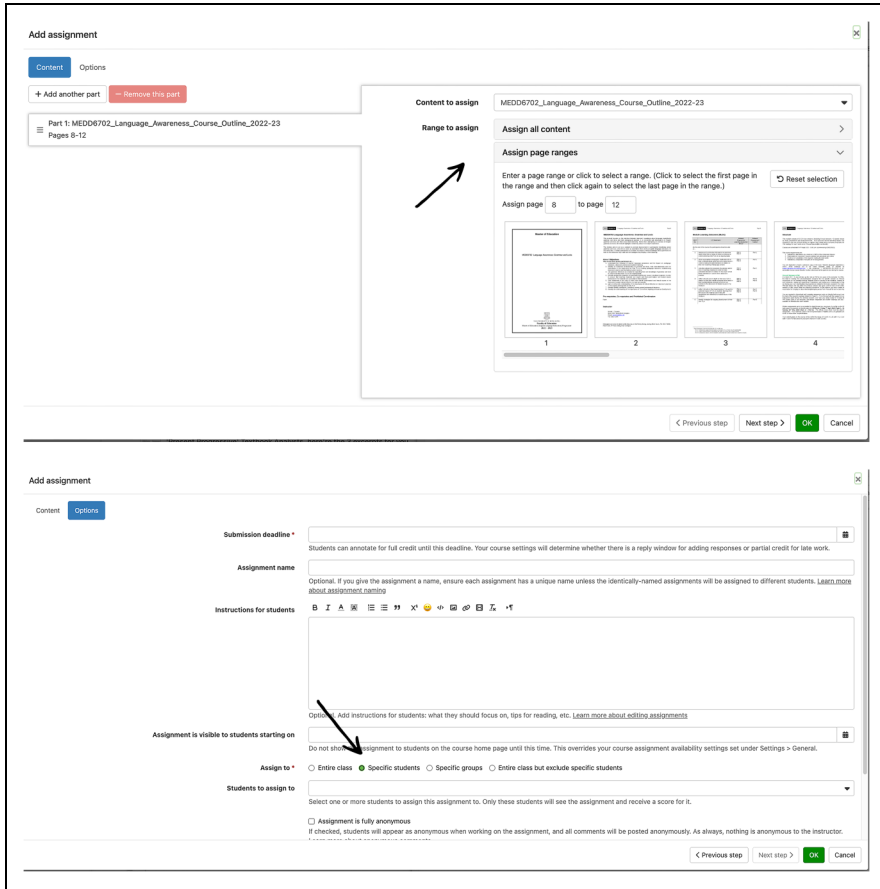 Add assignment
Content Options
+ Add another part − Remove this part
Part 1: MEDD6702_Language_Awareness_Course_Outline_2022-23
Pages 8-12
Content to assign MEDD6702_Language_Awareness_Course_Outline_2022-23
Range to assign Assign all content
Assign page ranges
Enter a page range or click to select a range. (Click to select the first page in
the range and then click again to select the last page in the range.)
Reset selection
Assign page 8 to page 12
Master of Education
1 2 3 4
Previous step Next step OK Cancel
Add assignment
Content Options
Submission deadline *
Students can annotate for full credit until this deadline. Your course settings will determine whether there is a reply window for adding responses or partial credit for late work.
Assignment name
Optional. If you give the assignment a name, ensure each assignment has a unique name unless the identically-named assignments will be assigned to different students. Learn more
about assignment naming
Instructions for students
Optional. Add instructions for students: what they should focus on, tips for reading, etc. Learn more about editing assignments
Assignment is visible to students starting on
Do not show assignment to students on the course home page until this time. This overrides your course assignment availability settings set under Settings > General.
Assign to * Entire class Specific students Specific groups Entire class but exclude specific students
Students to assign to
Select one or more students to assign this assignment to. Only these students will see the assignment and receive a score for it.
Assignment is fully anonymous
If checked, students will appear as anonymous when working on the assignment, and all comments will be posted anonymously. As always, nothing is anonymous to the instructor.
Previous step Next step OK Cancel